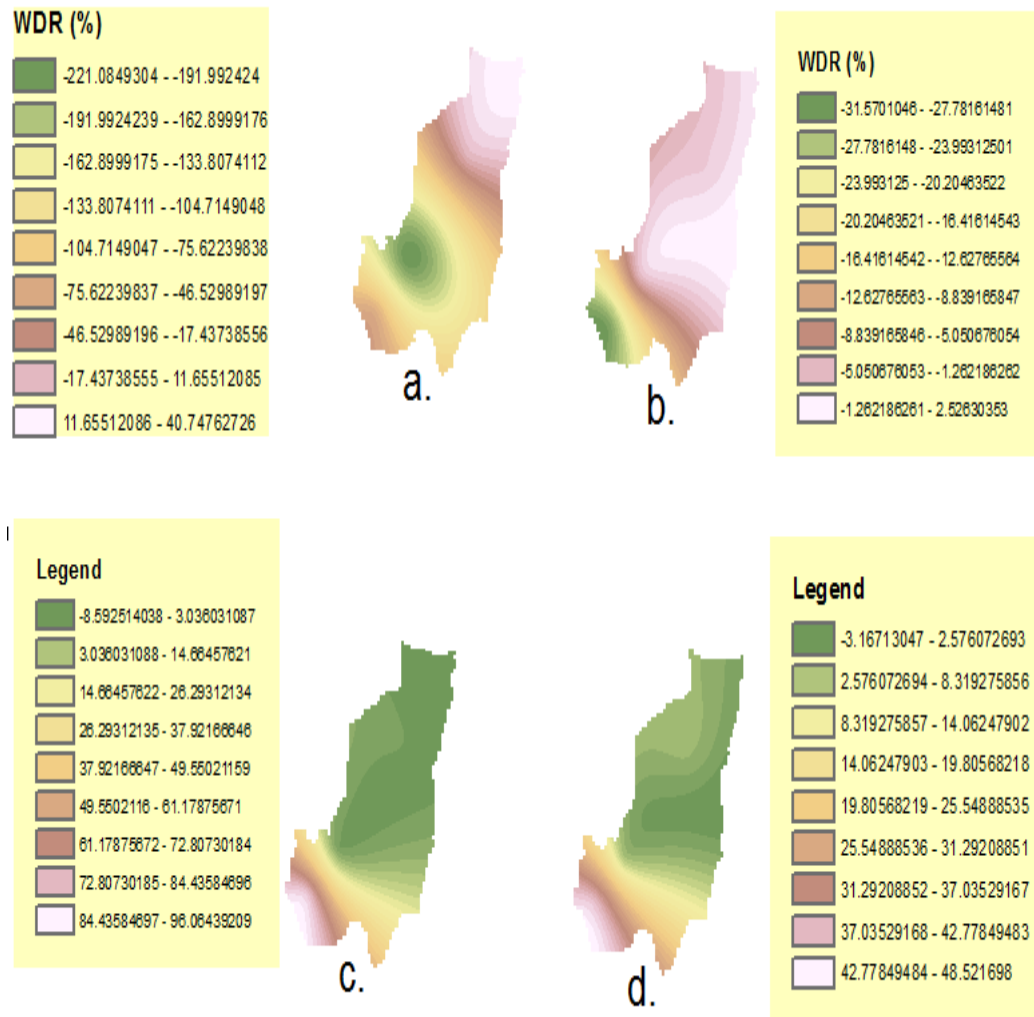 WDR (%)
-221.0849304 - -191.992424
-191.9924239 - -162.8999176
-162.8999175 - -133.8074112
-133.8074111 - -104.7149048
-104.7149047 - -75.62239838
-75.62239837 - -46.52989197
-46.52989196 - -17.43738556
-17.43738555 - 11.65512085
11.65512086 - 40.74762726
a.
b.
WDR (%)
-31.5701046 - -27.78161481
-27.7816148 - -23.99312501
-23.993125 - -20.20463522
-20.20463521 - -16.41614543
-16.41614542 - -12.62765564
-12.62765563 - -8.839165847
-8.839165846 - -5.050676054
-5.050676053 - -1.262186262
-1.262186261 - 2.52630353
Legend
-8.592514038 - 3.036031087
3.036031088 - 14.66457621
14.66457622 - 26.29312134
26.29312135 - 37.92166646
37.92166647 - 49.55021159
49.5502116 - 61.17875671
61.17875672 - 72.80730184
72.80730185 - 84.43584696
84.43584697 - 96.06439209
c.
d.
Legend
-3.16713047 - 2.576072693
2.576072694 - 8.319275856
8.319275857 - 14.06247902
14.06247903 - 19.80568218
19.80568219 - 25.54888535
25.54888536 - 31.29208851
31.29208852 - 37.03529167
37.03529168 - 42.77849483
42.77849484 - 48.521698